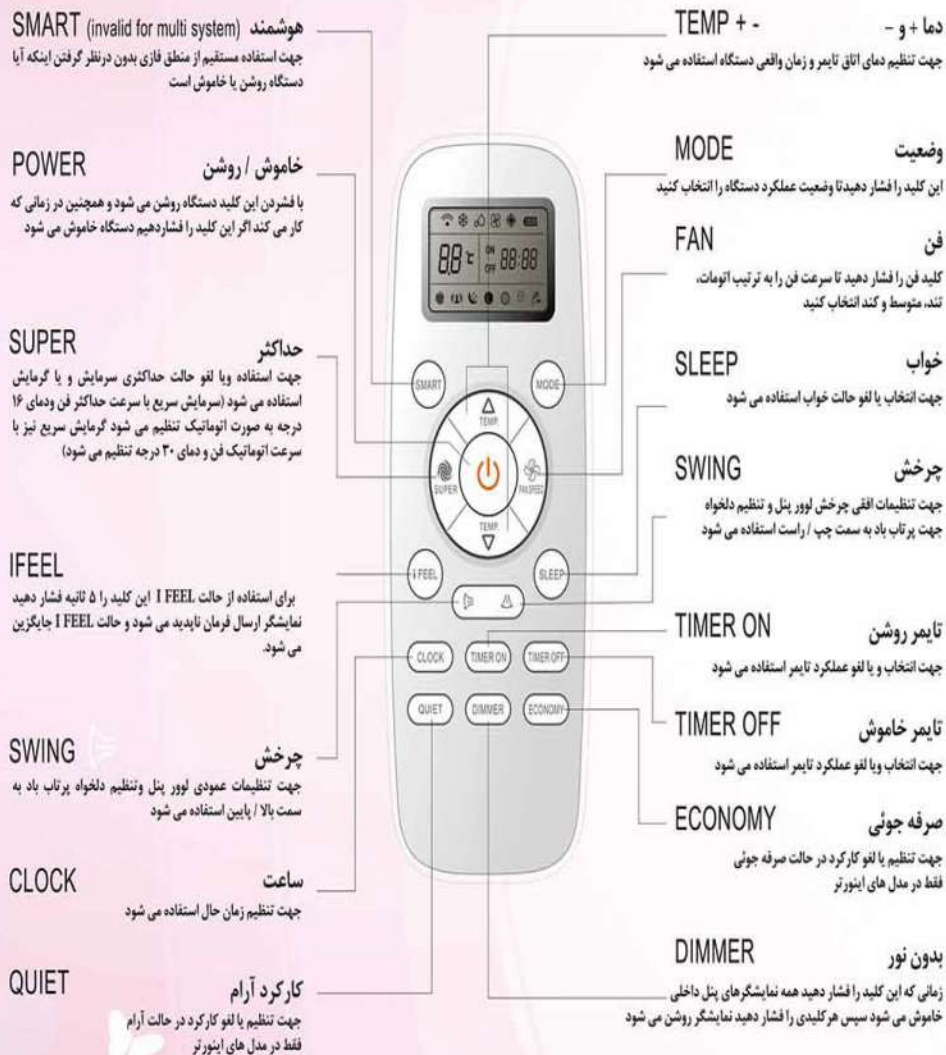 SMART (invalid for multi system) هوشمند
جهت استفاده مستقیم از منطق فازی بدون درنظر گرفتن اینکه آیا
دستگاه روشن یا خاموش است
POWER خاموش / روشن
با فشردن این کلید دستگاه روشن می شود و همچنین در زمانی که
کار می کند اگر این کلید را فشاردهیم دستگاه خاموش می شود
SUPER حداکثر
جهت استفاده ویا لغو حالت حداکثری سرمایش و یا گرمایش
استفاده می شود (سرمایش سریع با سرعت حداکثر فن ودمای ۱۶
درجه به صورت اتوماتیک تنظیم می شود گرمایش سریع نیز با
سرعت اتوماتیک فن و دمای ۳۰ درجه تنظیم می شود)
IFEEL
برای استفاده از حالت I FEEL این کلید را ۵ ثانیه فشار دهید
نمایشگر ارسال فرمان ناپدید می شود و حالت I FEEL جایگزین
می شود.
SWING چرخش
جهت تنظیمات عمودی لوور پنل وتنظیم دلخواه پرتاب باد به
سمت بالا / پایین استفاده می شود
CLOCK ساعت
جهت تنظیم زمان حال استفاده می شود
QUIET کارکرد آرام
جهت تنظیم یا لغو کارکرد در حالت آرام
فقط در مدل های اینورتر
88 °c ON OFF 88:88
SMART
MODE
TEMP.
SUPER
FAN SPEED
TEMP.
I FEEL
SLEEP
CLOCK
TIMER ON
TIMER OFF
QUIET
DIMMER
ECONOMY
TEMP + - دما + و –
جهت تنظیم دمای اتاق تایمر و زمان واقعی دستگاه استفاده می شود
MODE وضعیت
این کلید را فشار دهیدتا وضعیت عملکرد دستگاه را انتخاب کنید
FAN فن
کلید فن را فشار دهید تا سرعت فن را به ترتیب اتومات،
تند، متوسط و کند انتخاب کنید
SLEEP خواب
جهت انتخاب یا لغو حالت خواب استفاده می شود
SWING چرخش
جهت تنظیمات افقی چرخش لوور پنل و تنظیم دلخواه
جهت پرتاب باد به سمت چپ / راست استفاده می شود
TIMER ON تایمر روشن
جهت انتخاب و یا لغو عملکرد تایمر استفاده می شود
TIMER OFF تایمر خاموش
جهت انتخاب ویا لغو عملکرد تایمر استفاده می شود
ECONOMY صرفه جوئی
جهت تنظیم یا لغو کارکرد در حالت صرفه جوئی
فقط در مدل های اینورتر
DIMMER بدون نور
زمانی که این کلید را فشار دهید همه نمایشگرهای پنل داخلی
خاموش می شود سپس هرکلیدی را فشار دهید نمایشگر روشن می شود